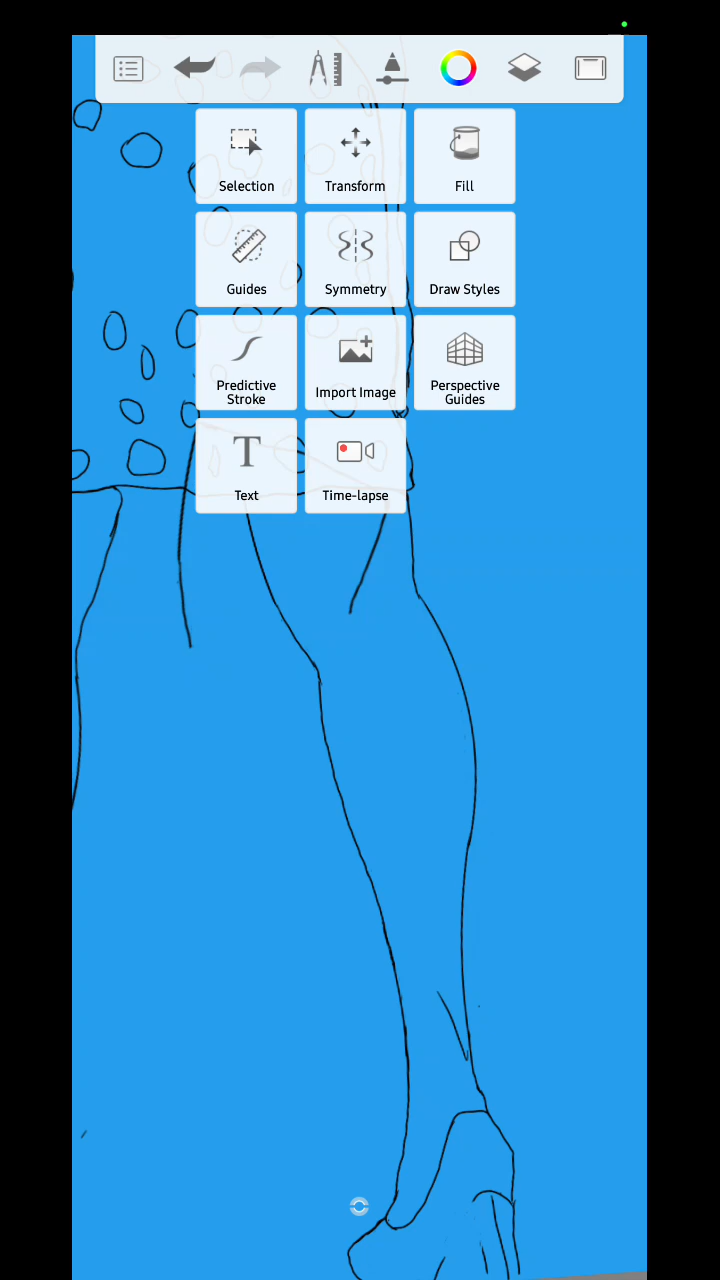 Selection
Transform
Fill
Guides
Symmetry
Draw Styles
Predictive
Stroke
Import Image
Perspective
Guides
Text
Time-lapse